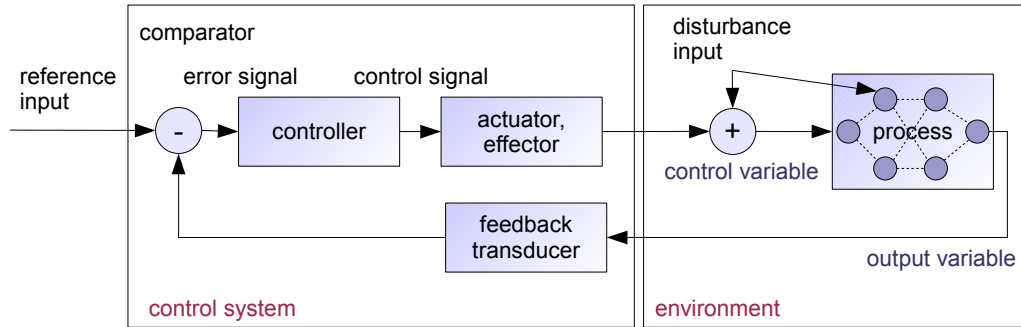 comparator
reference
input
error signal
control signal
-
controller
actuator,
effector
feedback
transducer
control system
disturbance
input
+
process
control variable
output variable
environment